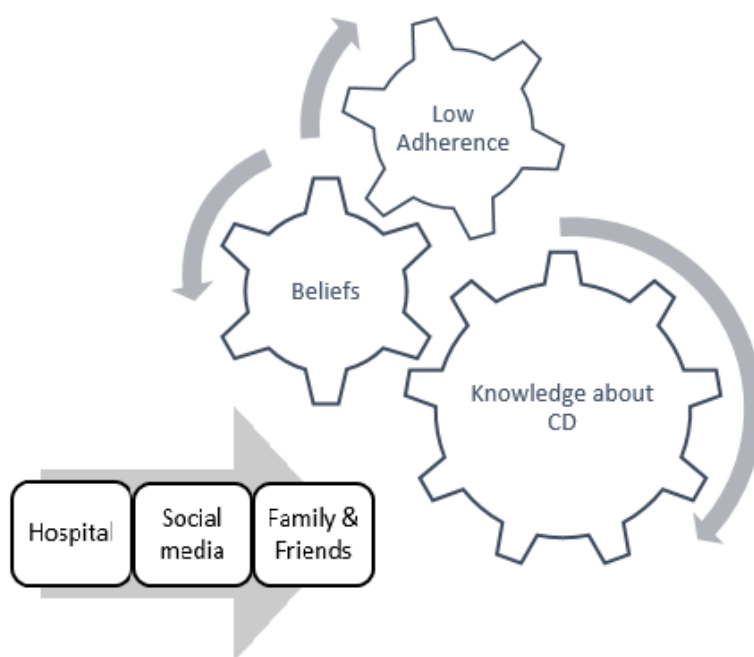 Low
Adherence
Beliefs
Knowledge about
CD
Hospital
Social
media
Family &
Friends